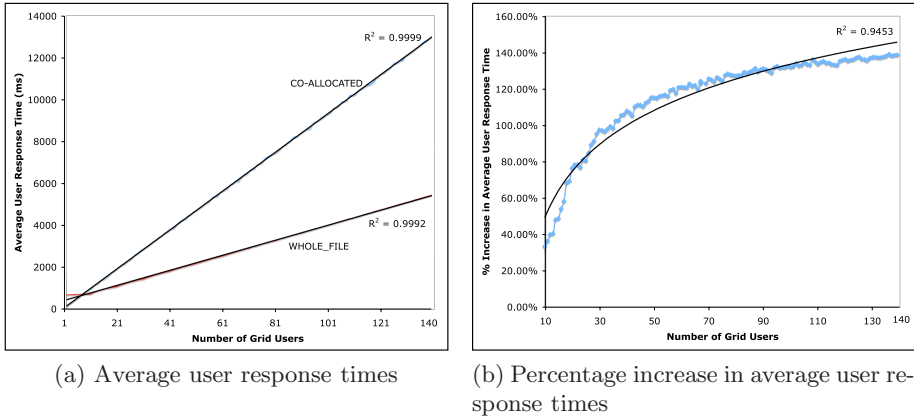 14000
12000
10000
8000
6000
4000
2000
0
Average User Response Time (ms)
R² = 0.9999
CO-ALLOCATED
R² = 0.9992
WHOLE_FILE
1 21 41 61 81 101 121 140
Number of Grid Users
(a) Average user response times
160.00%
140.00%
120.00%
100.00%
80.00%
60.00%
40.00%
20.00%
0.00%
% Increase in Average User Response Time
R² = 0.9453
10 30 50 70 90 110 130 140
Number of Grid Users
(b) Percentage increase in average user re-
sponse times